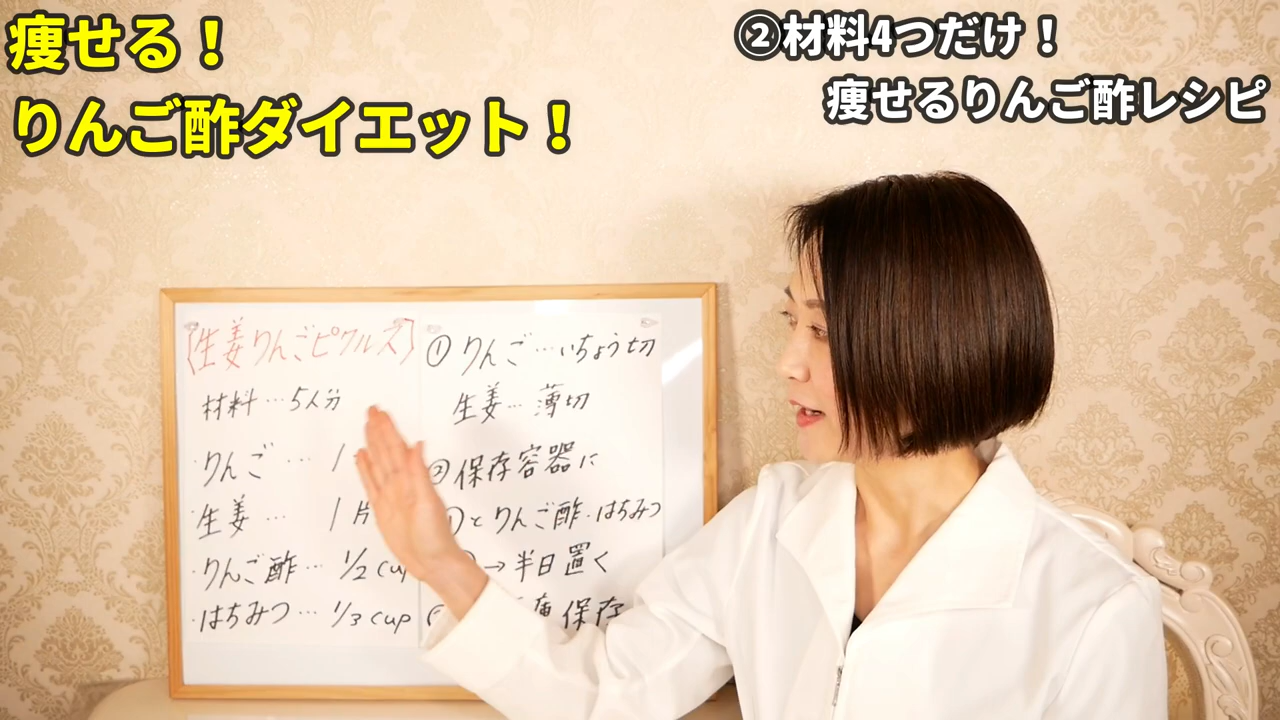 痩せる!
りんご酢ダイエット!
②材料4つだけ!
痩せるりんご酢レシピ
[生姜りんごピクルス]
材料…5人分
・りんご… 1
・生姜… 1片
・りんご酢… 1/2 cup
・はちみつ… 1/3 cup
① りんご…いちょう切
生姜…薄切
② 保存容器に
とりんご酢・はちみつ
→半日置く
庫保存